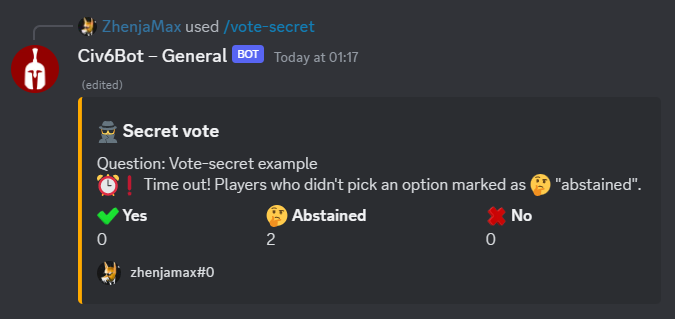 ZhenjaMax used /vote-secret
Civ6Bot – General BOT Today at 01:17
(edited)
Secret vote
Question: Vote-secret example
Time out! Players who didn't pick an option marked as 🤔 "abstained".
Yes Abstained No
0 2 0
zhenjamax#0